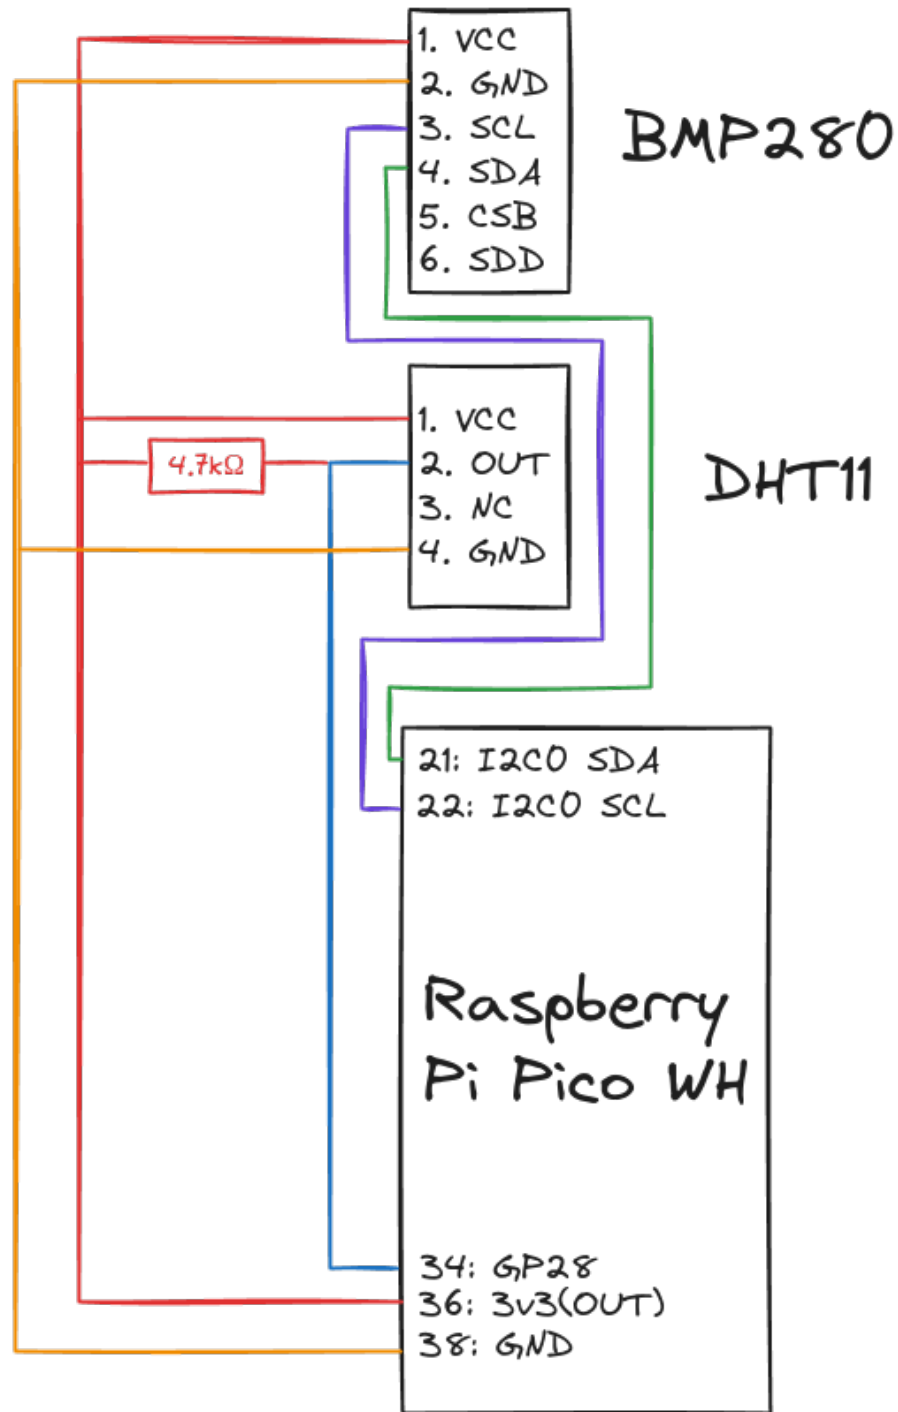 1. VCC
2. GND
3. SCL
4. SDA
5. CSB
6. SDD
BMP280
1. VCC
2. OUT
3. NC
4. GND
4.7kΩ
DHT11
21: I2C0 SDA
22: I2C0 SCL
Raspberry
Pi Pico WH
34: GP28
36: 3v3(OUT)
38: GND